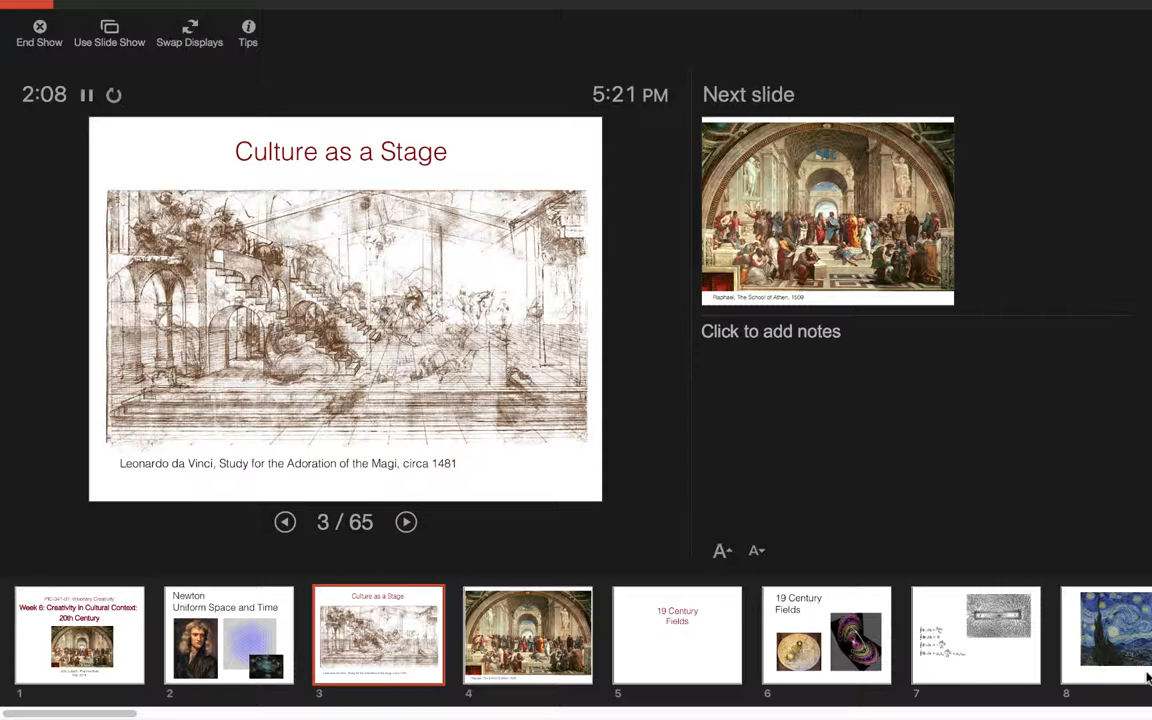 End Show
Use Slide Show
Swap Displays
Tips
2:08
5:21 PM
Next slide
Culture as a Stage
Leonardo da Vinci, Study for the Adoration of the Magi, circa 1481
Raphael, The School of Athen, 1509
Click to add notes
3 / 65
A
A
Week 6: Creativity in Cultural Context:
20th Century
1
Newton
Uniform Space and Time
2
Culture as a Stage
3
4
19 Century
Fields
5
19 Century
Fields
6
7
8